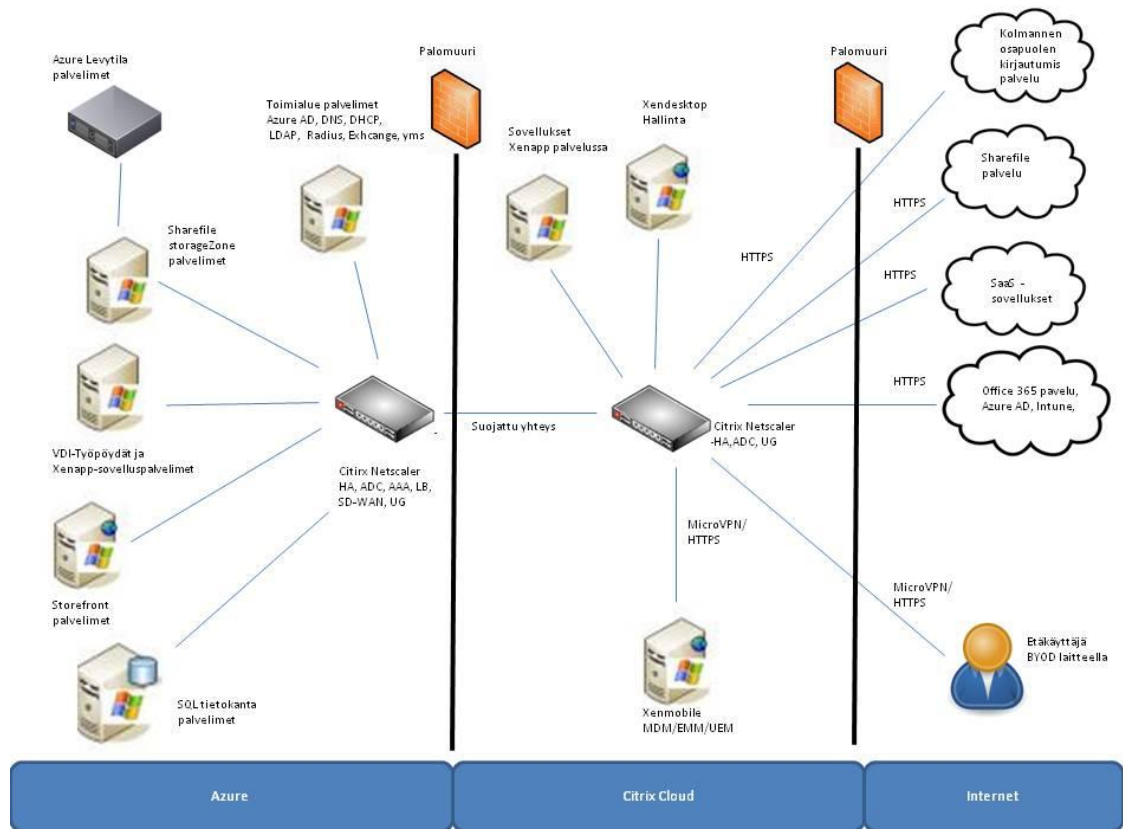 Azure Levytila
palvelimet
Toimialue palvelimet
Azure AD, DNS, DHCP,
LDAP, Radius, Exhcange, yms
Palomuuri
Sovellukset
Xenapp palvelussa
Xendesktop
Hallinta
Palomuuri
Kolmannen
osapuolen
kirjautumis
palvelu
Sharefile
palvelu
HTTPS
Sharefile
storageZone
palvelimet
HTTPS
HTTPS
SaaS -
sovellukset
HTTPS
Office 365 pavelu,
Azure AD, Intune,
VDI-Työpöydät ja
Xenapp-sovelluspalvelimet
Citirx Netscaler
HA, ADC, AAA, LB,
SD-WAN, UG
-
Suojattu yhteys
Citrix Netscaler
-HA,ADC, UG
MicroVPN/
HTTPS
MicroVPN/
HTTPS
Storefront
palvelimet
SQL tietokanta
palvelimet
Xenmobile
MDM/EMM/UEM
Etäkäyttäjä
BYOD laitteella
Azure
Citrix Cloud
Internet